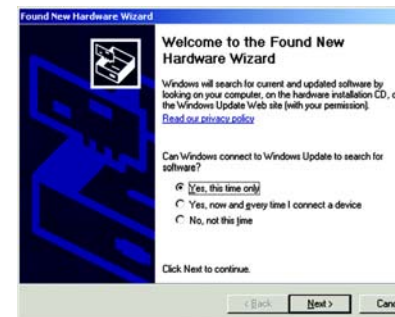 Found New Hardware Wizard
Welcome to the Found New
Hardware Wizard
Windows will search for current and updated software by
looking on your computer, on the hardware installation CD, o
the Windows Update Web site (with your permission).
Read our privacy policy
Can Windows connect to Windows Update to search for
software?
Yes, this time only
Yes, now and every time I connect a device
No, not this time
Click Next to continue.
< Back
Next >
Canc